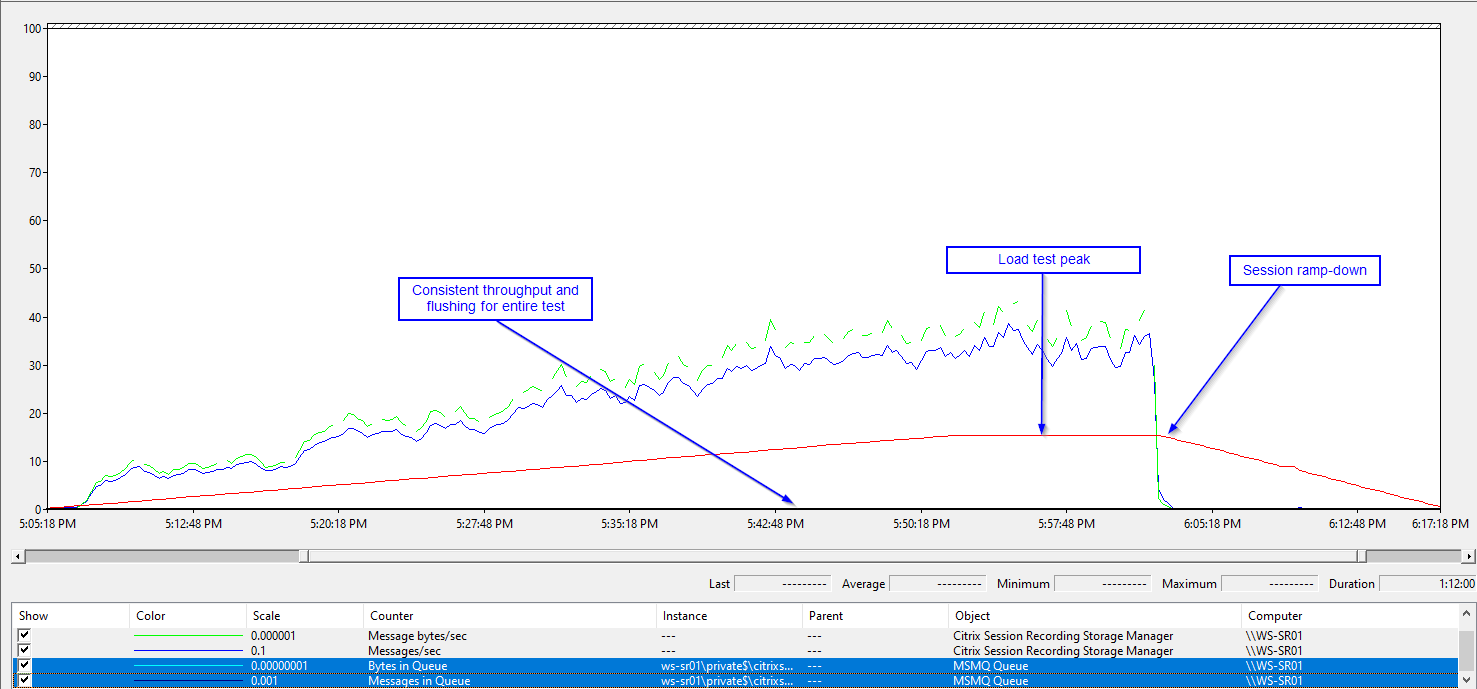 100
90
80
70
60
50
40
30
20
10
0
Consistent throughput and
flushing for entire test
Load test peak
Session ramp-down
5:05:18 PM 5:12:48 PM 5:20:18 PM 5:27:48 PM 5:35:18 PM 5:42:48 PM 5:50:18 PM 5:57:48 PM 6:05:18 PM 6:12:48 PM 6:17:18 PM
Last --------- Average --------- Minimum --------- Maximum --------- Duration 1:12:00
Show Color Scale Counter Instance Parent Object Computer
0.000001 Message bytes/sec --- --- Citrix Session Recording Storage Manager \\WS-SR01
0.1 Messages/sec --- --- Citrix Session Recording Storage Manager \\WS-SR01
0.00000001 Bytes in Queue ws-sr01\private$\citrixs... --- MSMQ Queue \\WS-SR01
0.001 Messages in Queue ws-sr01\private$\citrixs... --- MSMQ Queue \\WS-SR01